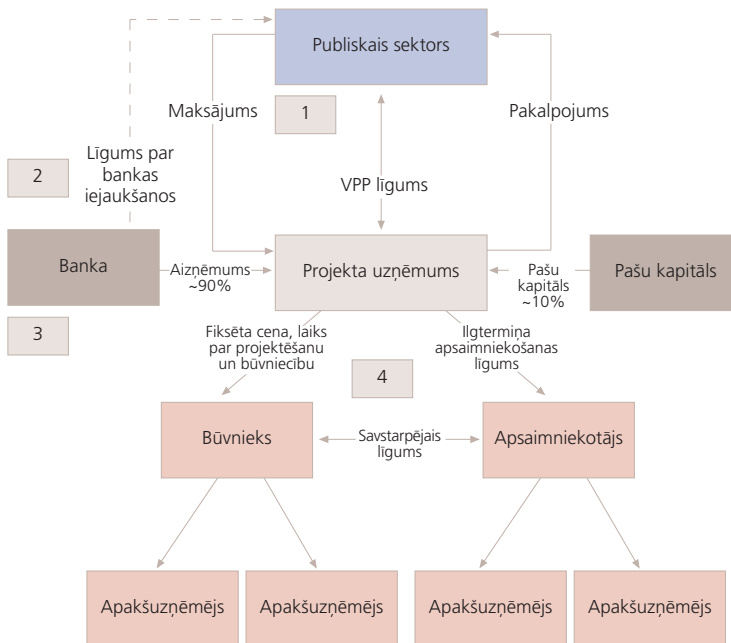 Publiskais sektors
Maksājums
1
Pakalpojums
2
Līgums par
bankas
iejaukšanos
VPP līgums
Banka
Aizņēmums
~90%
Projekta uzņēmums
Pašu
kapitāls
~10%
Pašu kapitāls
3
Fiksēta cena, laiks
par projektēšanu
un būvniecību
Ilgtermiņa
apsaimniekošanas
līgums
4
Būvnieks
Savstarpējais
līgums
Apsaimniekotājs
Apakšuzņēmējs
Apakšuzņēmējs
Apakšuzņēmējs
Apakšuzņēmējs